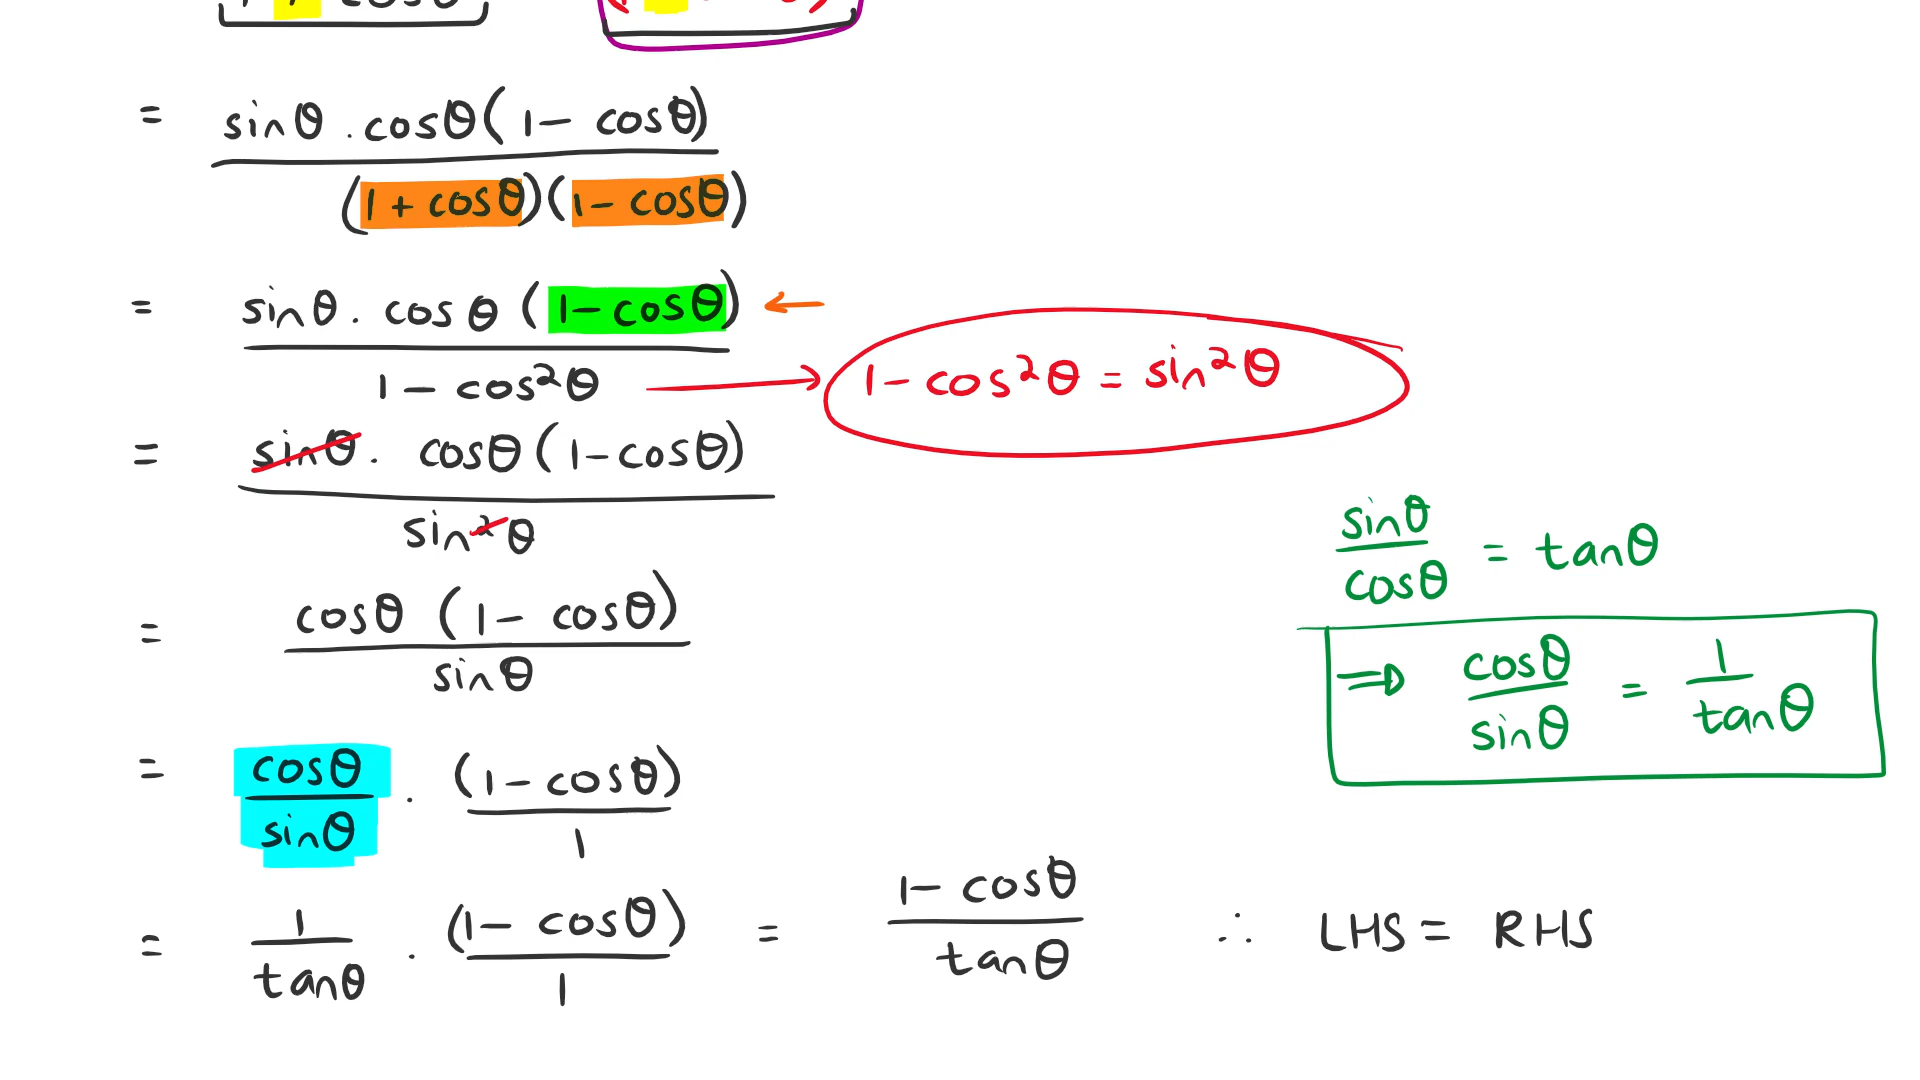 = sinθ . cosθ(1 - cosθ)
(1 + cosθ)(1 - cosθ)
= sinθ . cosθ (1 - cosθ) ←
1 - cos²θ → 1 - cos²θ = sin²θ
= sinθ . cosθ (1 - cosθ)
sin²θ
= cosθ (1 - cosθ)
sinθ
sinθ
cosθ
= tanθ
⇒ cosθ
sinθ
= 1
tanθ
= cosθ
sinθ
. (1 - cosθ)
1
= 1
tanθ
. (1 - cosθ)
1
= 1 - cosθ
tanθ
∴ LHS = RHS